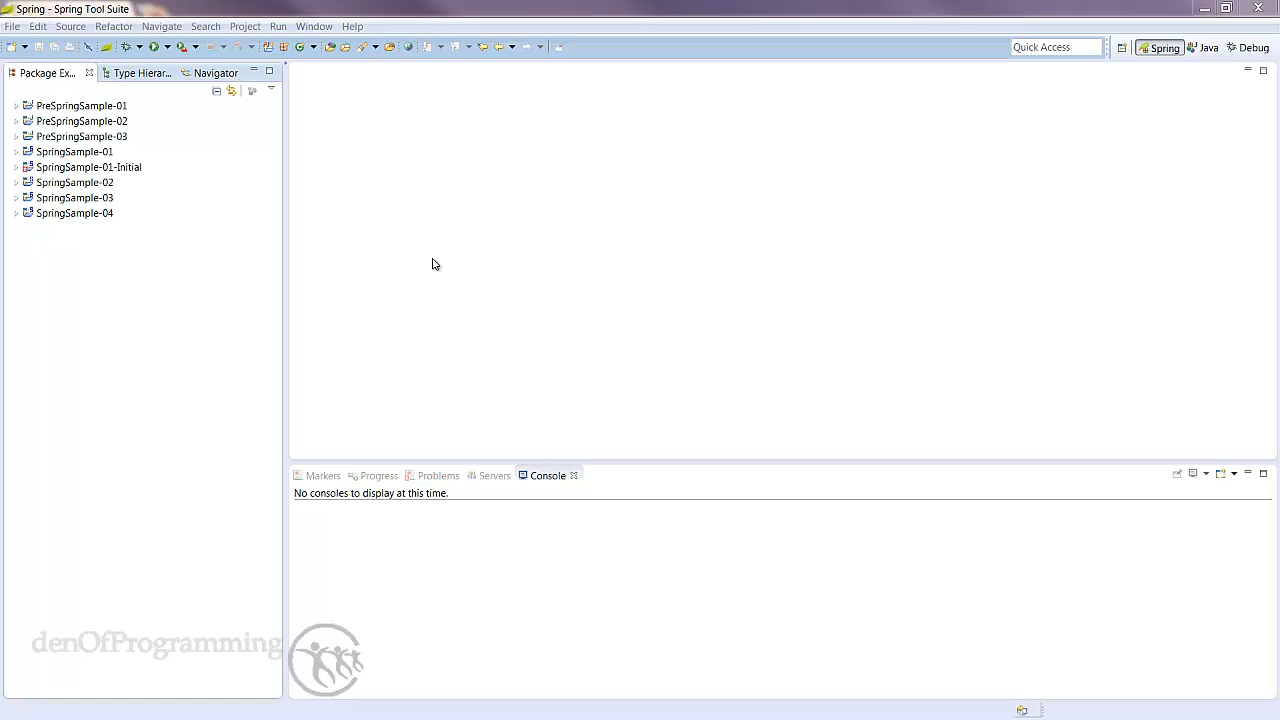 Spring - Spring Tool Suite
File Edit Source Refactor Navigate Search Project Run Window Help
Quick Access Spring Java Debug
Package Ex... Type Hierar... Navigator
PreSpringSample-01
PreSpringSample-02
PreSpringSample-03
SpringSample-01
SpringSample-01-Initial
SpringSample-02
SpringSample-03
SpringSample-04
Markers Progress Problems Servers Console
No consoles to display at this time.
denOfProgramming